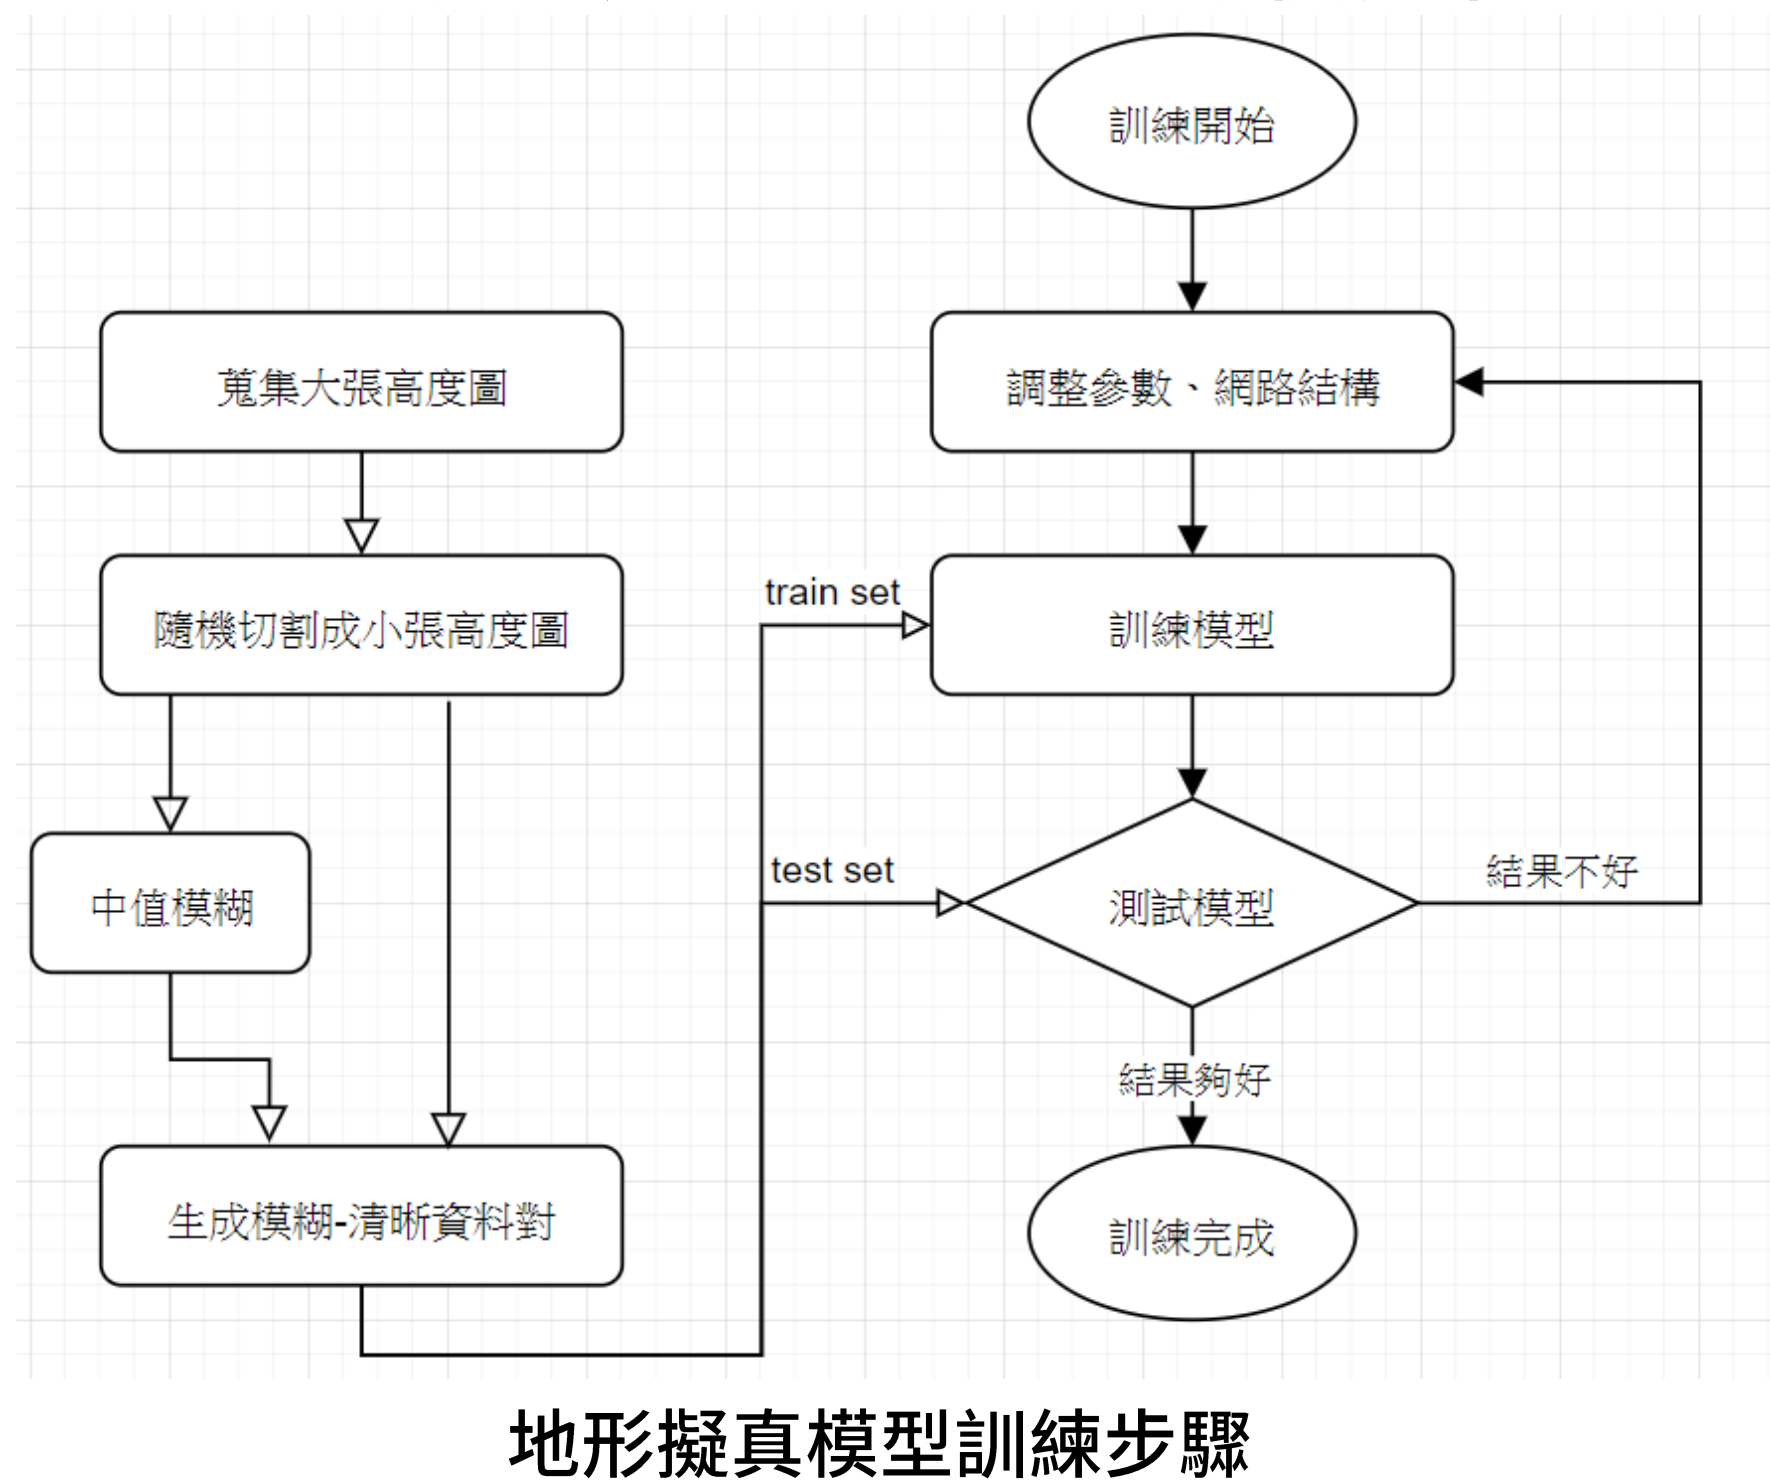 訓練開始
蒐集大張高度圖
調整參數、網路結構
隨機切割成小張高度圖
train set
訓練模型
中值模糊
test set
測試模型
結果不好
結果夠好
生成模糊-清晰資料對
訓練完成
地形擬真模型訓練步驟